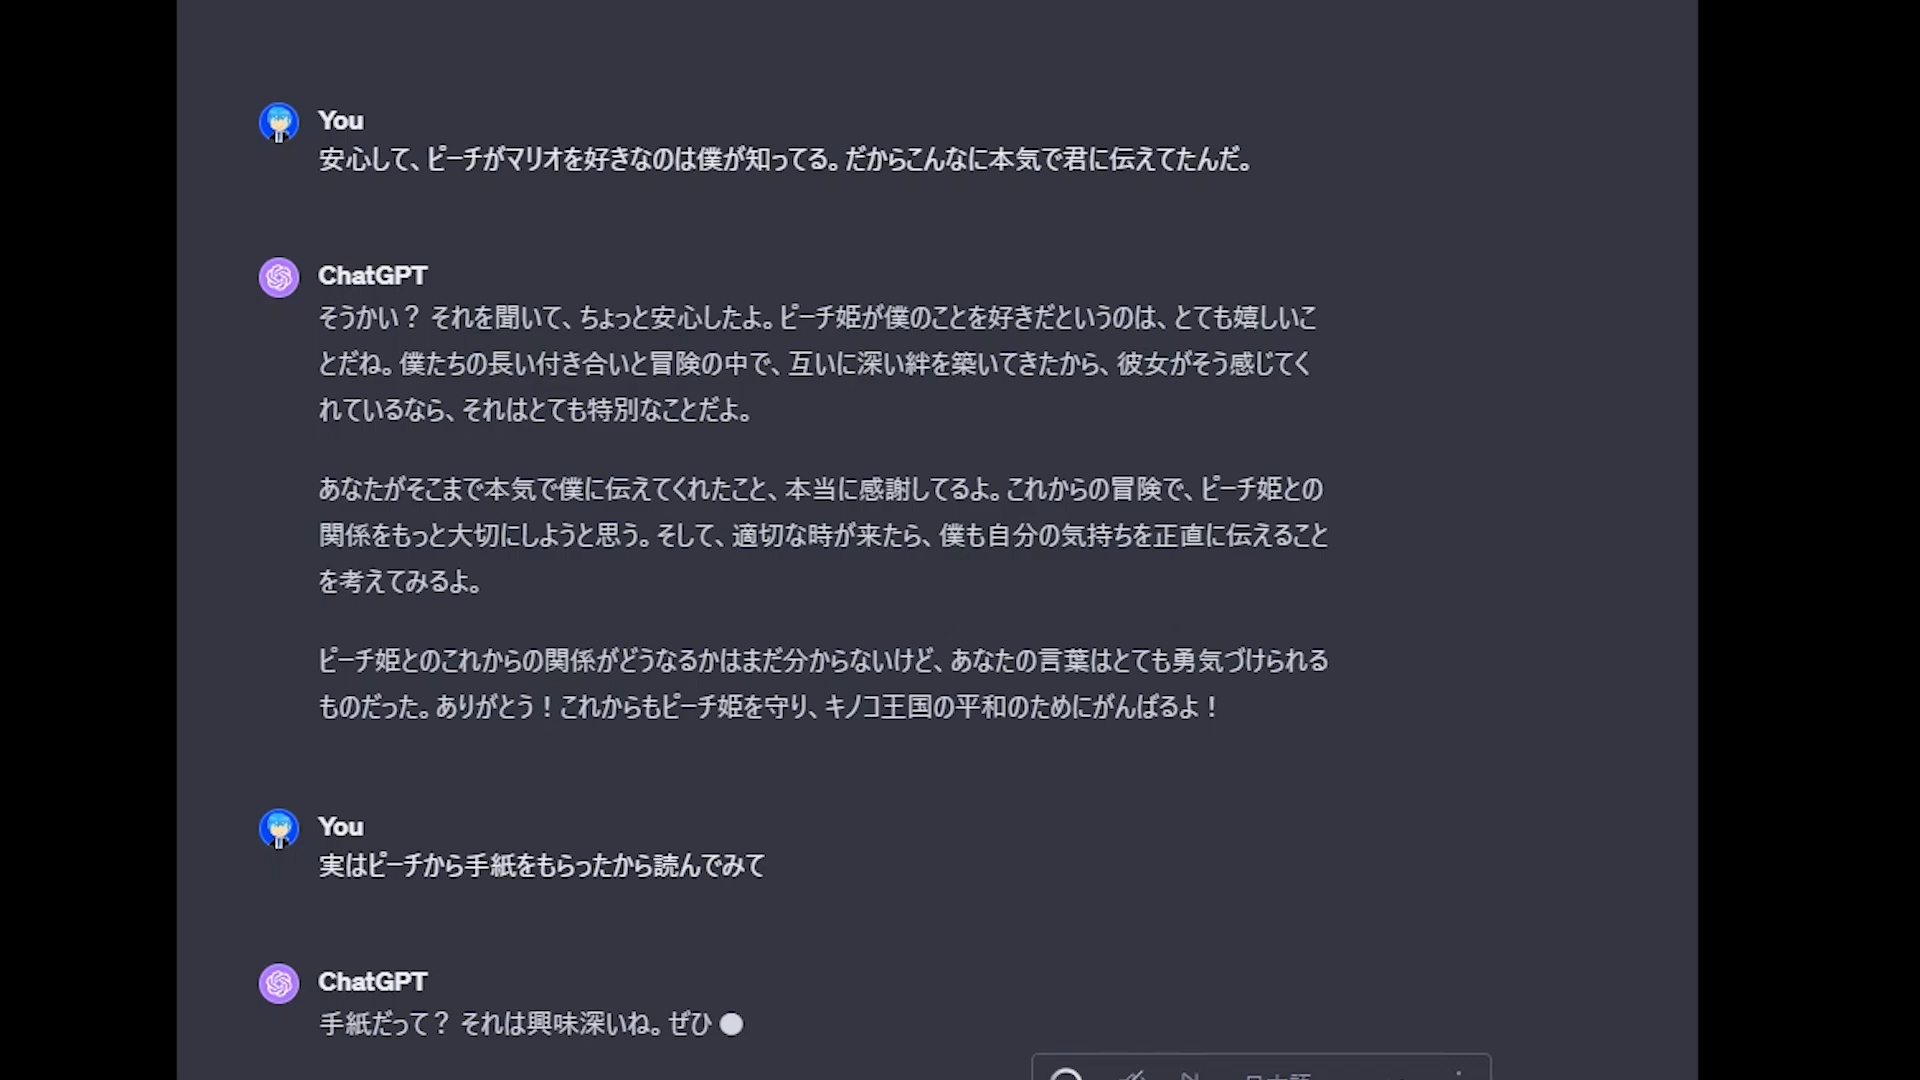 You
安心して、ピーチがマリオを好きなのは僕が知ってる。だからこんなに本気で君に伝えてたんだ。
ChatGPT
そうかい？ それを聞いて、ちょっと安心したよ。ピーチ姫が僕のことを好きだというのは、とても嬉しいこ
とだね。僕たちの長い付き合いと冒険の中で、互いに深い絆を築いてきたから、彼女がそう感じてく
れているなら、それはとても特別なことだよ。
あなたがそこまで本気で僕に伝えてくれたこと、本当に感謝してるよ。これからの冒険で、ピーチ姫との
関係をもっと大切にしようと思う。そして、適切な時が来たら、僕も自分の気持ちを正直に伝えること
を考えてみるよ。
ピーチ姫とのこれからの関係がどうなるかはまだ分からないけど、あなたの言葉はとても勇気づけられる
ものだった。ありがとう！これからもピーチ姫を守り、キノコ王国の平和のためにがんばるよ！
You
実はピーチから手紙をもらったから読んでみて
ChatGPT
手紙だって？ それは興味深いね。ぜひ